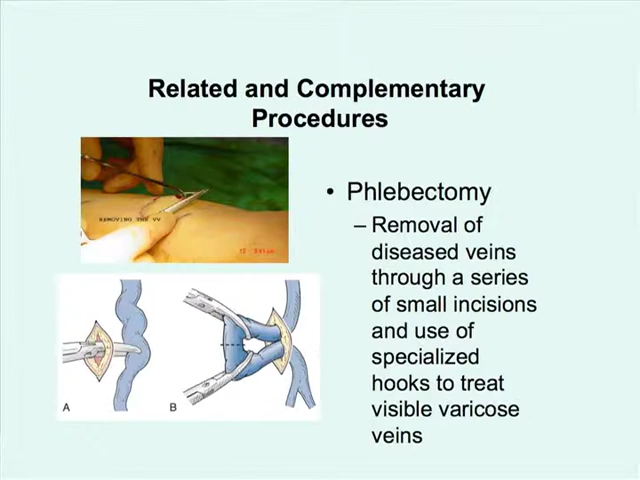 Related and Complementary
Procedures
REMOVING THE VV
• Phlebectomy
– Removal of
diseased veins
through a series
of small incisions
and use of
specialized
hooks to treat
visible varicose
veins
A
B